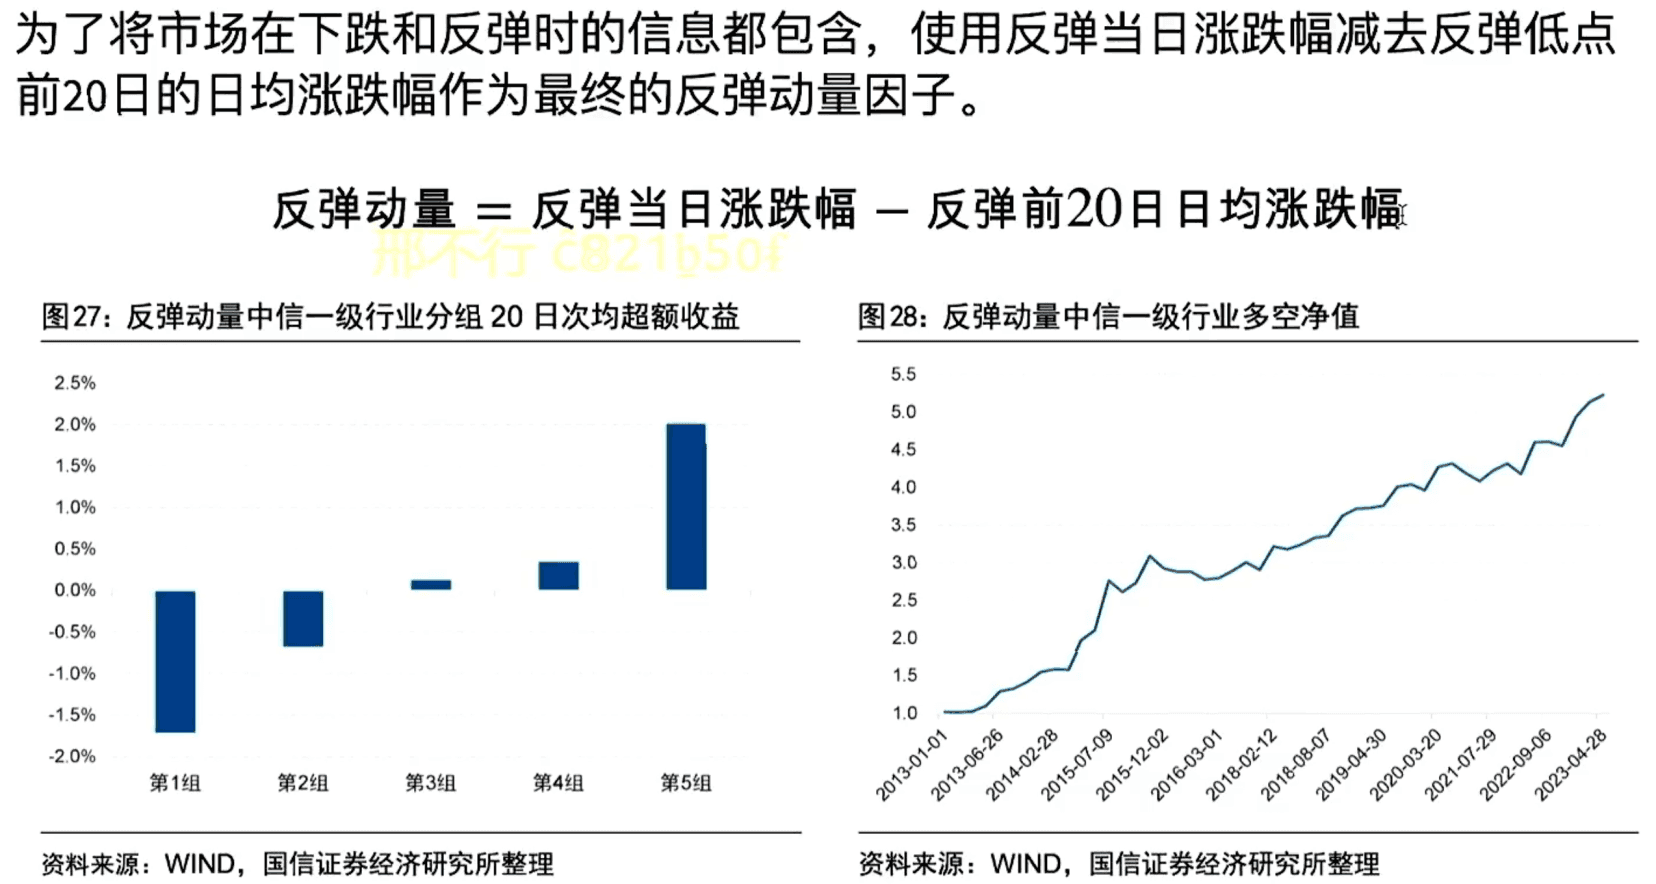 为了将市场在下跌和反弹时的信息都包含，使用反弹当日涨跌幅减去反弹低点
前20日的日均涨跌幅作为最终的反弹动量因子。
反弹动量 = 反弹当日涨跌幅 − 反弹前20日日均涨跌幅
邢不行 c821b50f
图27：反弹动量中信一级行业分组 20 日次均超额收益
2.5%
2.0%
1.5%
1.0%
0.5%
0.0%
-0.5%
-1.0%
-1.5%
-2.0%
第1组 第2组 第3组 第4组 第5组
资料来源：WIND，国信证券经济研究所整理
图28：反弹动量中信一级行业多空净值
5.5
5.0
4.5
4.0
3.5
3.0
2.5
2.0
1.5
1.0
2013-01-01 2013-06-26 2014-02-28 2015-07-09 2015-12-02 2016-03-01 2018-02-12 2018-08-07 2019-04-30 2020-03-20 2021-07-29 2022-09-06 2023-04-28
资料来源：WIND，国信证券经济研究所整理